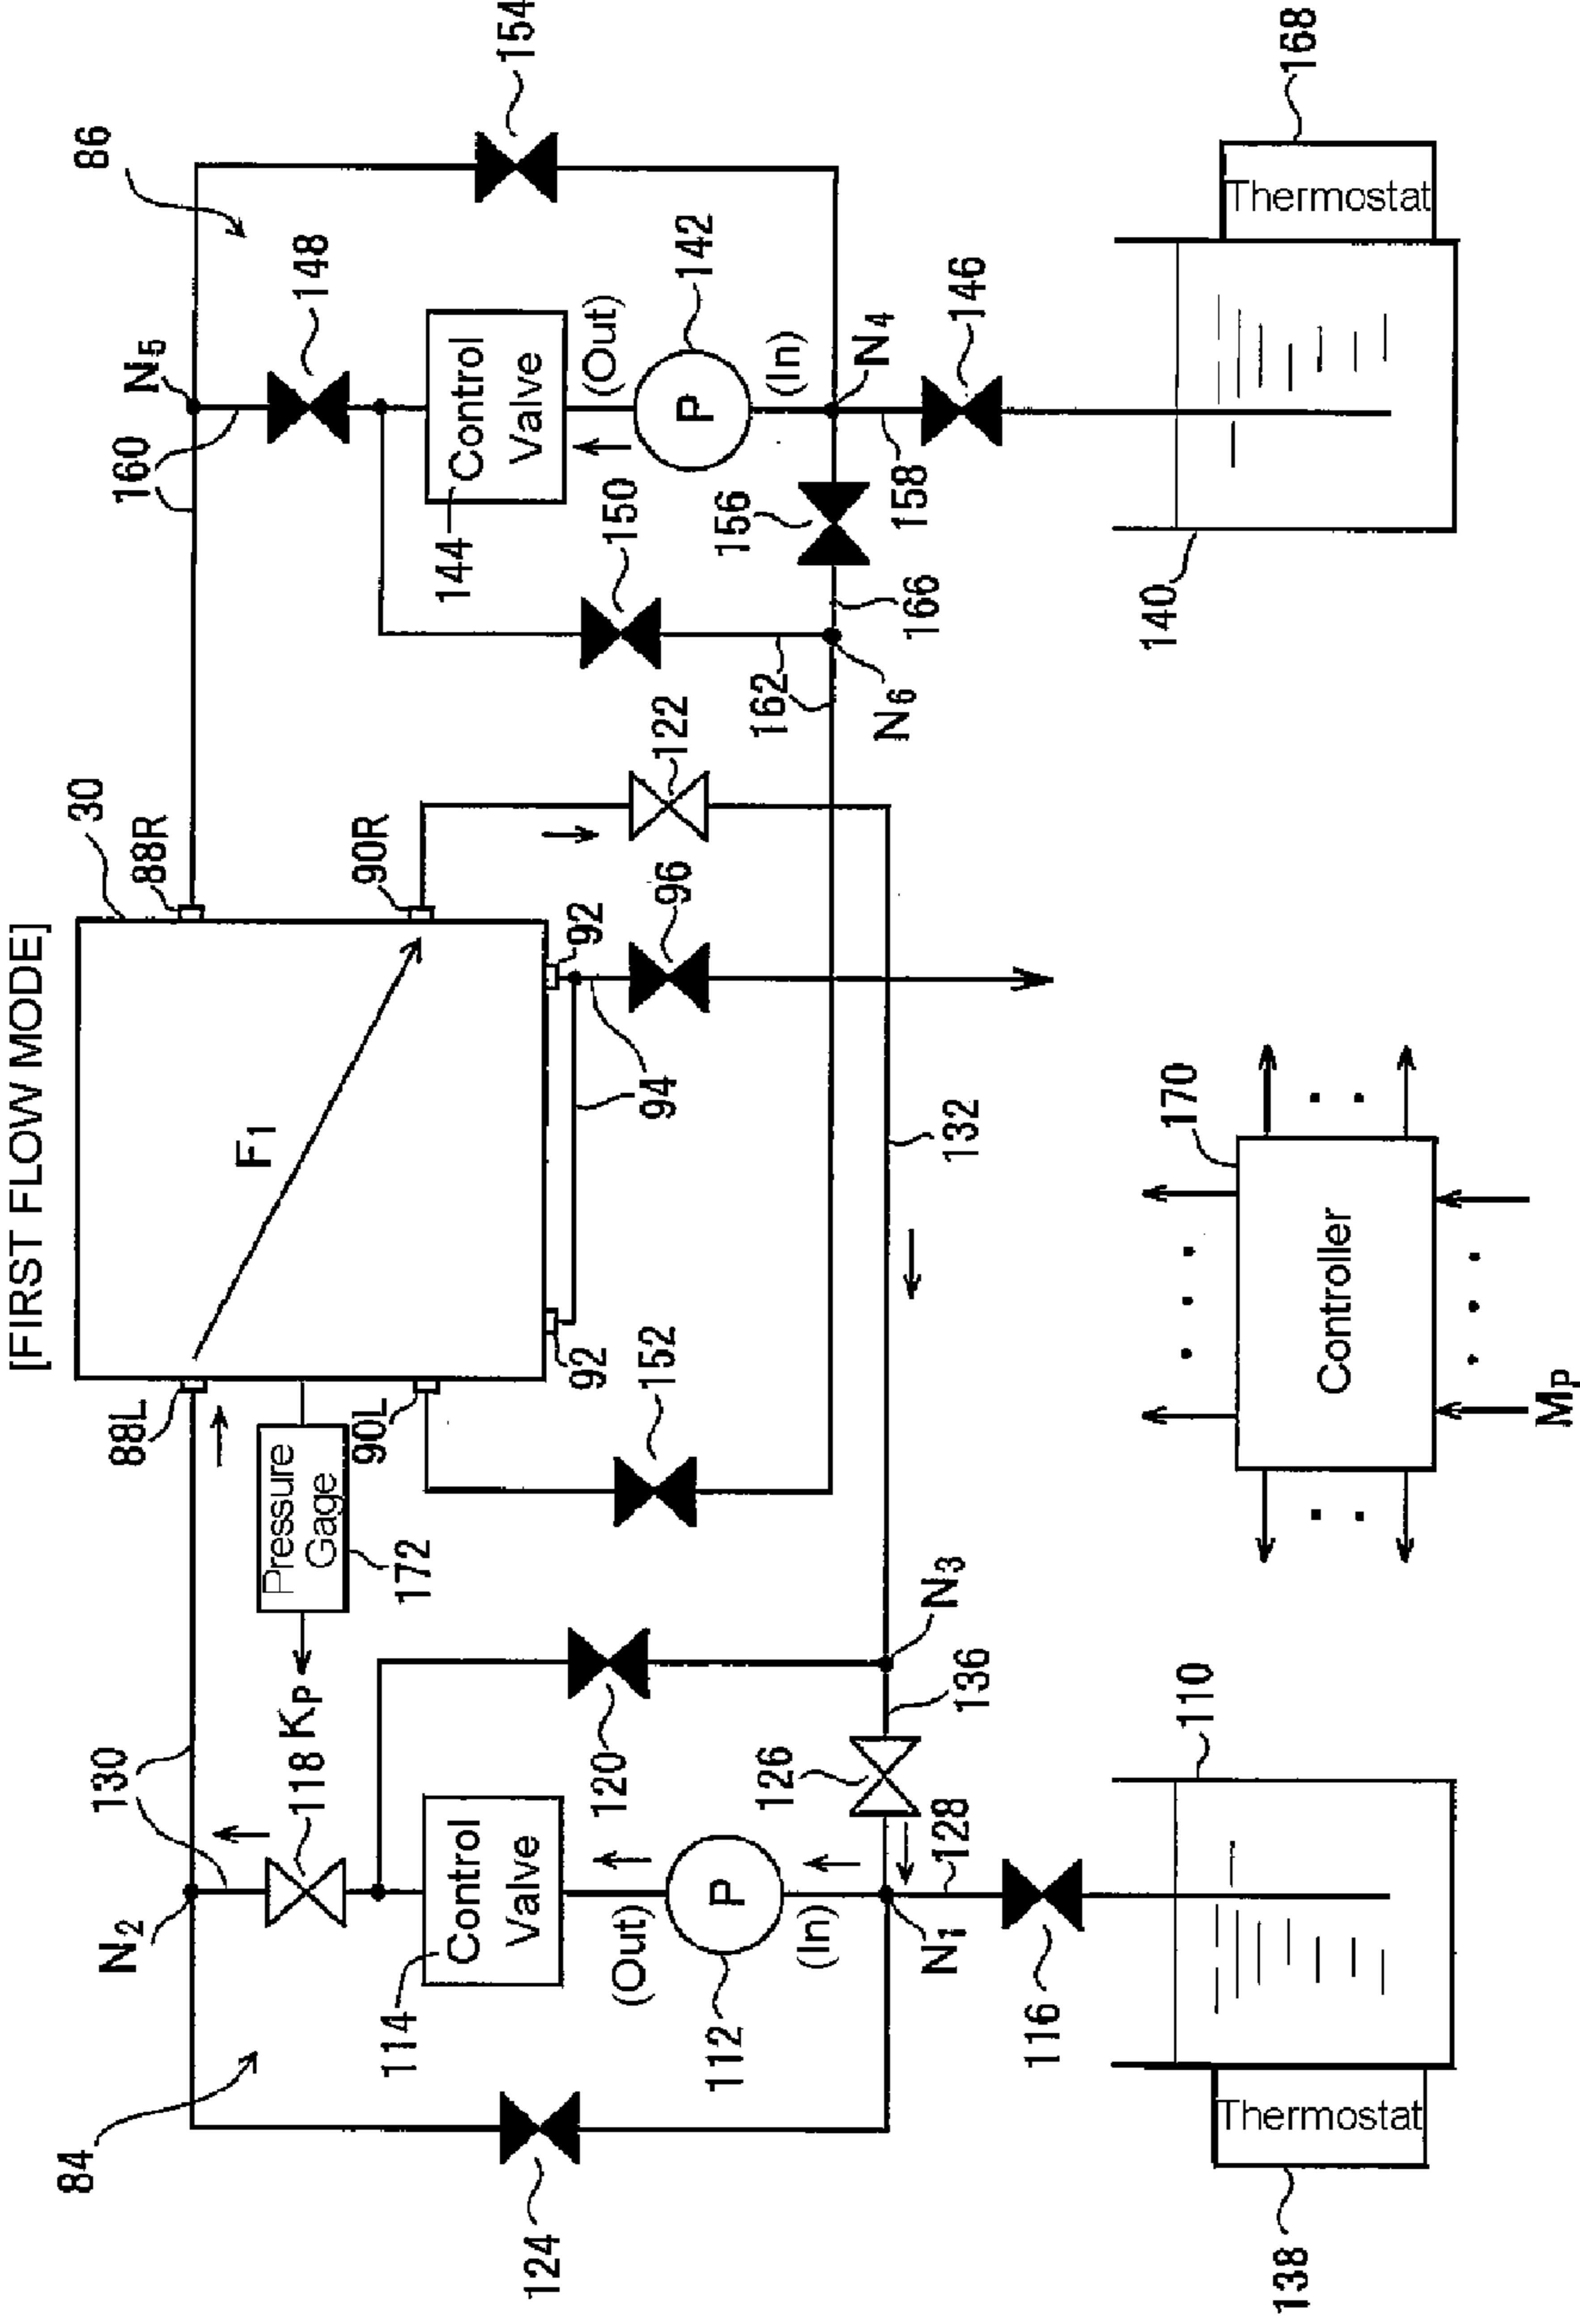 [FIRST FLOW MODE]
84
86
N2
130
88L
30
88R
160
N5
118
KP
Pressure
Gage
172
F1
148
154
114
Control
Valve
90L
90R
144
Control
Valve
(Out)
120
92
92
150
(Out)
142
112
P
152
94
96
122
P
(In)
126
156
(In)
124
162
N1
128
136
N3
132
N6
166
158
N4
116
146
110
140
170
Controller
MP
138
Thermostat
Thermostat
168